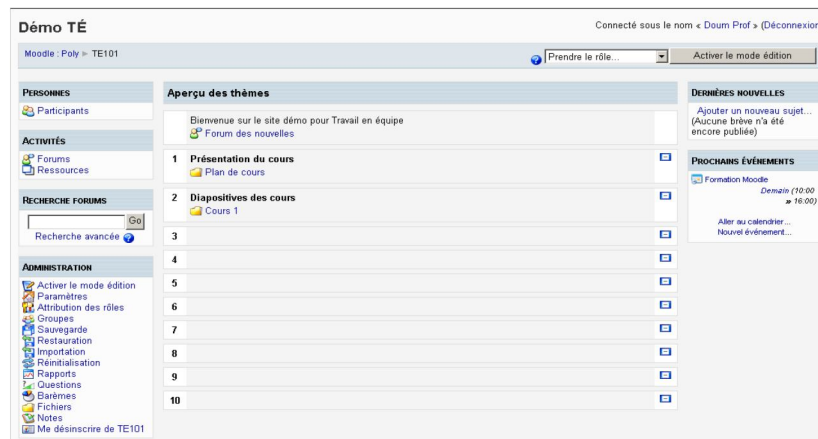 Démo TÉ
Connecté sous le nom « Doum Prof » (Déconnexion
Moodle : Poly ► TE101
Prendre le rôle...
Activer le mode édition
PERSONNES
Participants
ACTIVITÉS
Forums
Ressources
RECHERCHE FORUMS
Go
Recherche avancée
ADMINISTRATION
Activer le mode édition
Paramètres
Attribution des rôles
Groupes
Sauvegarde
Restauration
Importation
Réinitialisation
Rapports
Questions
Barèmes
Fichiers
Notes
Me désinscrire de TE101
Aperçu des thèmes
Bienvenue sur le site démo pour Travail en équipe
Forum des nouvelles
1 Présentation du cours
Plan de cours
2 Diapositives des cours
Cours 1
3
4
5
6
7
8
9
10
DERNIÈRES NOUVELLES
Ajouter un nouveau sujet...
(Aucune brève n'a été
encore publiée)
PROCHAINS ÉVÉNEMENTS
Formation Moodle
Demain (10:00
» 16:00)
Aller au calendrier...
Nouvel événement...